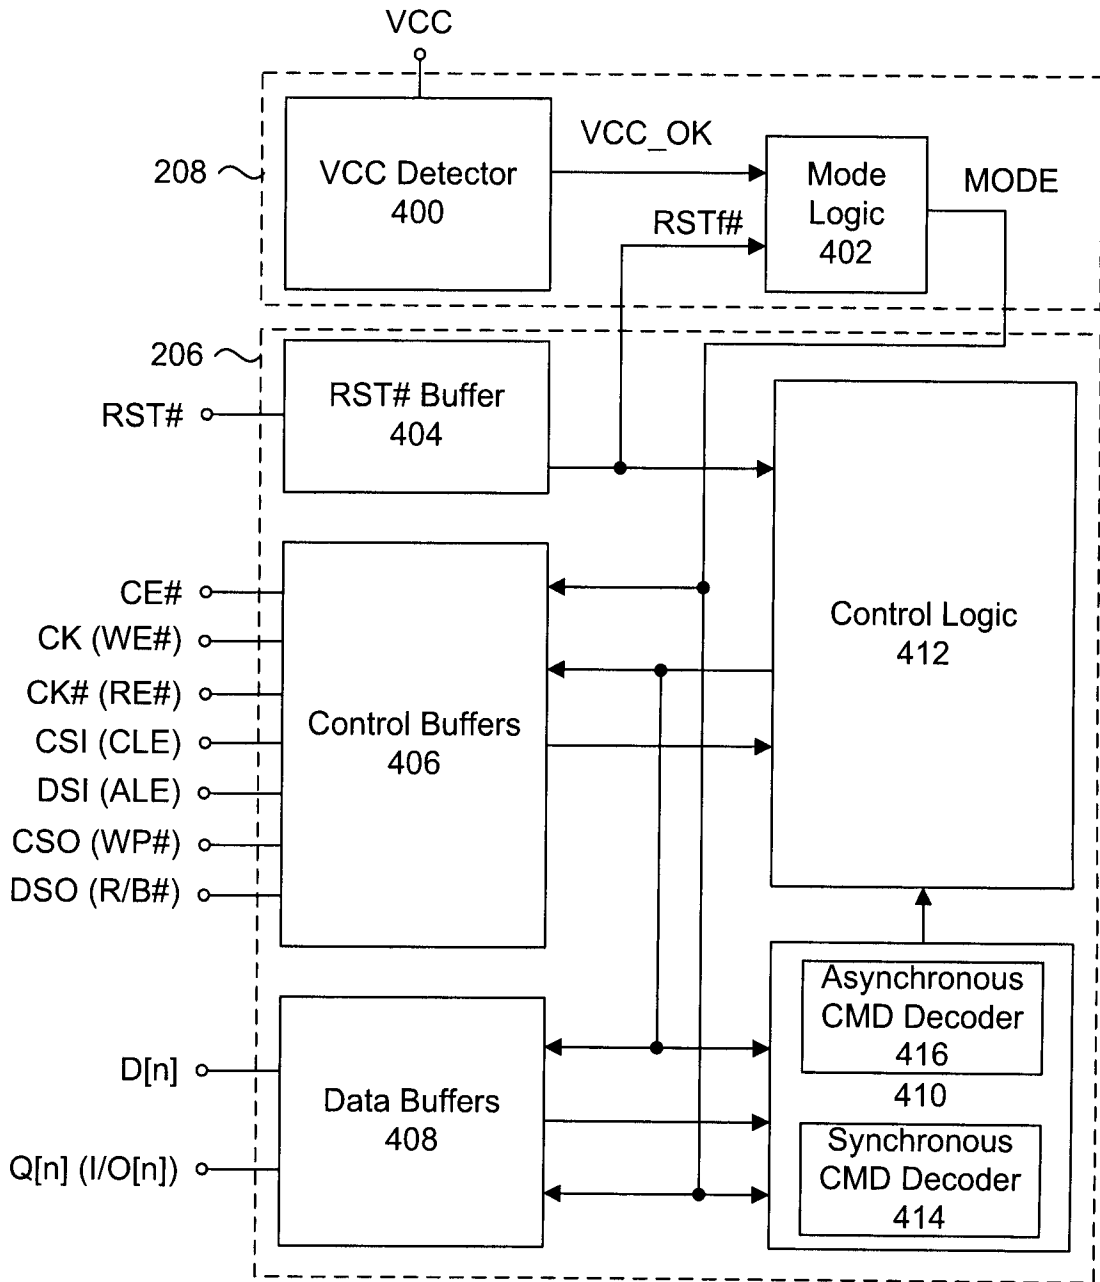 VCC
208
VCC Detector
400
VCC_OK
RSTf#
Mode
Logic
402
MODE
206
RST#
RST# Buffer
404
CE#
CK (WE#)
CK# (RE#)
CSI (CLE)
DSI (ALE)
CSO (WP#)
DSO (R/B#)
Control Buffers
406
Control Logic
412
D[n]
Q[n] (I/O[n])
Data Buffers
408
Asynchronous
CMD Decoder
416
410
Synchronous
CMD Decoder
414